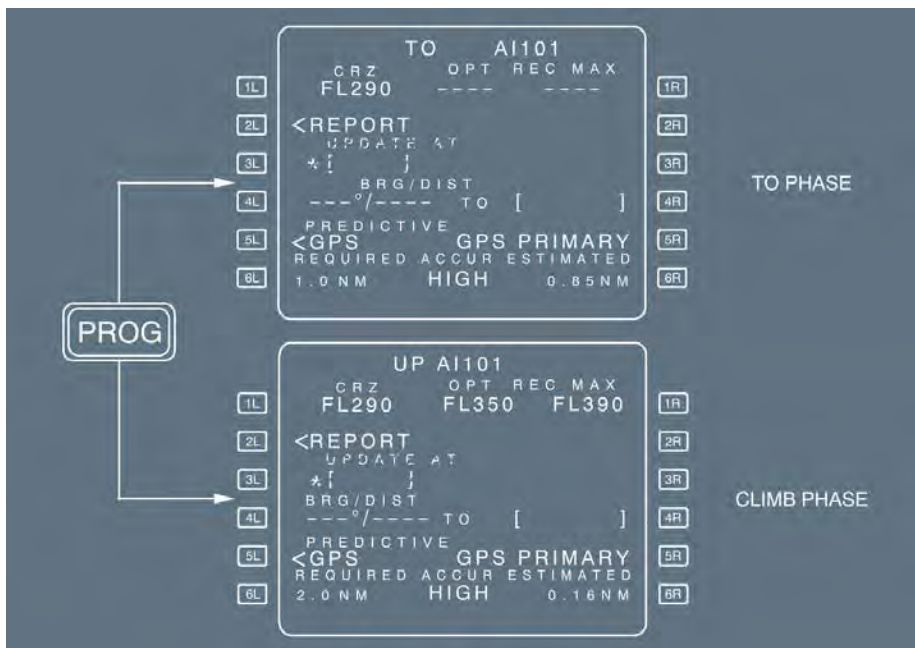 TO AI101
CRZ OPT REC MAX
1L FL290 ---- ---- 1R
2L <REPORT 2R
UPDATE AT
3L *[ ] 3R
BRG/DIST
4L ---°/---- TO [ ] 4R
PREDICTIVE
5L <GPS GPS PRIMARY 5R
REQUIRED ACCUR ESTIMATED
6L 1.0NM HIGH 0.85NM 6R
TO PHASE
PROG
UP AI101
CRZ OPT REC MAX
1L FL290 FL350 FL390 1R
2L <REPORT 2R
UPDATE AT
3L *[ ] 3R
BRG/DIST
4L ---°/---- TO [ ] 4R
PREDICTIVE
5L <GPS GPS PRIMARY 5R
REQUIRED ACCUR ESTIMATED
6L 2.0NM HIGH 0.16NM 6R
CLIMB PHASE